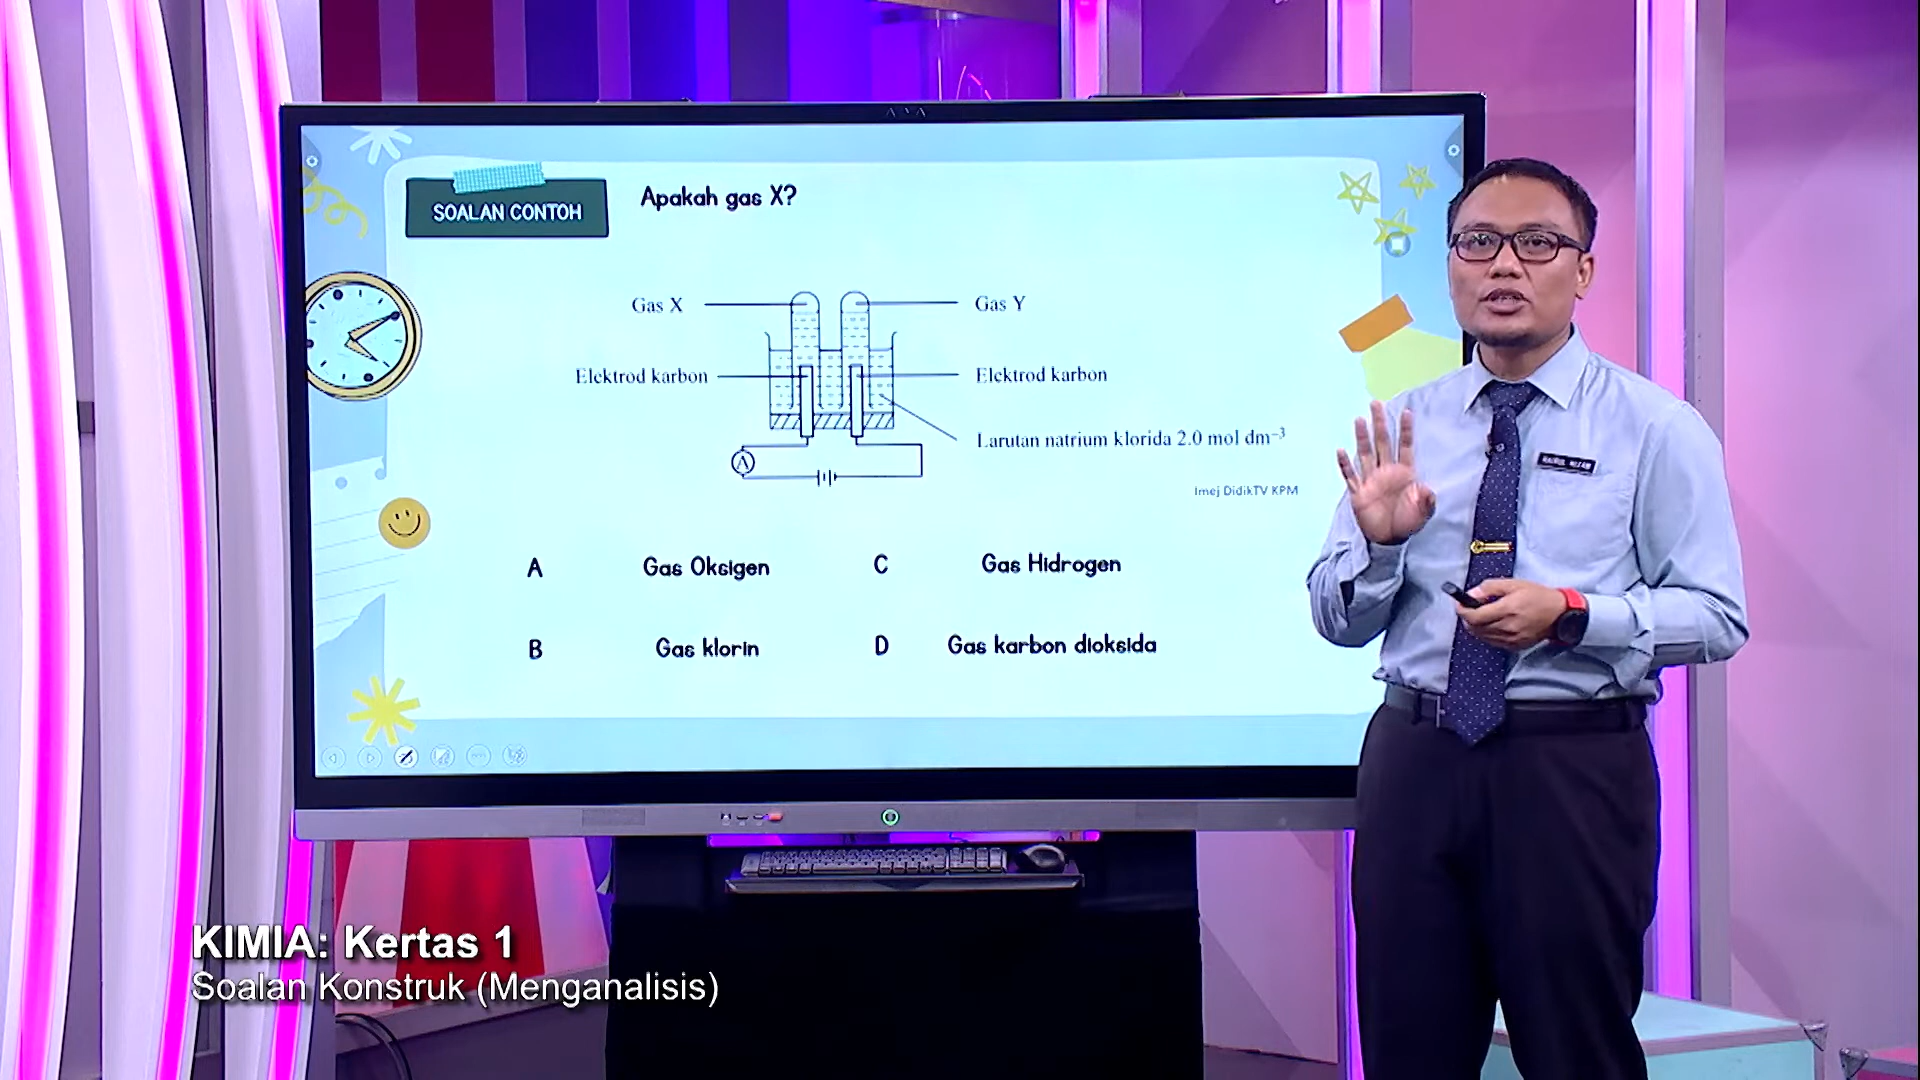 SOALAN CONTOH
Apakah gas X?
Gas X
Gas Y
Elektrod karbon
Elektrod karbon
Larutan natrium klorida 2.0 mol dm⁻³
A
Imej DidikTV KPM
A Gas Oksigen
C Gas Hidrogen
B Gas klorin
D Gas karbon dioksida
KIMIA: Kertas 1
Soalan Konstruk (Menganalisis)